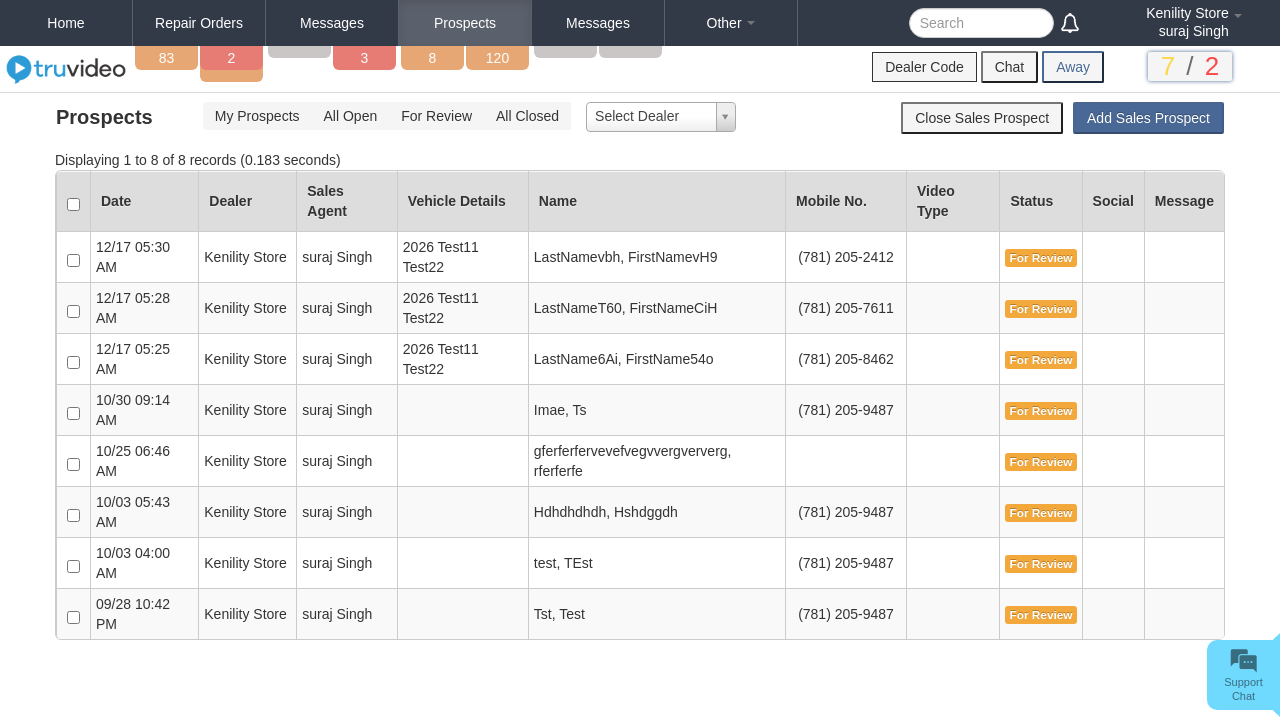 Home
Repair Orders
Messages
Prospects
Messages
Other
Search
Kenility Store
suraj Singh
truvideo
83
2
3
8
120
Dealer Code
Chat
Away
7 / 2
Prospects
My Prospects
All Open
For Review
All Closed
Select Dealer
Close Sales Prospect
Add Sales Prospect
Displaying 1 to 8 of 8 records (0.183 seconds)
Date
Dealer
Sales
Agent
Vehicle Details
Name
Mobile No.
Video
Type
Status
Social
Message
12/17 05:30
AM
Kenility Store
suraj Singh
2026 Test11
Test22
LastNamevbh, FirstNamevH9
(781) 205-2412
For Review
12/17 05:28
AM
Kenility Store
suraj Singh
2026 Test11
Test22
LastNameT60, FirstNameCiH
(781) 205-7611
For Review
12/17 05:25
AM
Kenility Store
suraj Singh
2026 Test11
Test22
LastName6Ai, FirstName54o
(781) 205-8462
For Review
10/30 09:14
AM
Kenility Store
suraj Singh
Imae, Ts
(781) 205-9487
For Review
10/25 06:46
AM
Kenility Store
suraj Singh
gferferfervevefvegvvergververg,
rferferfe
For Review
10/03 05:43
AM
Kenility Store
suraj Singh
Hdhdhdhdh, Hshdggdh
(781) 205-9487
For Review
10/03 04:00
AM
Kenility Store
suraj Singh
test, TEst
(781) 205-9487
For Review
09/28 10:42
PM
Kenility Store
suraj Singh
Tst, Test
(781) 205-9487
For Review
Support
Chat